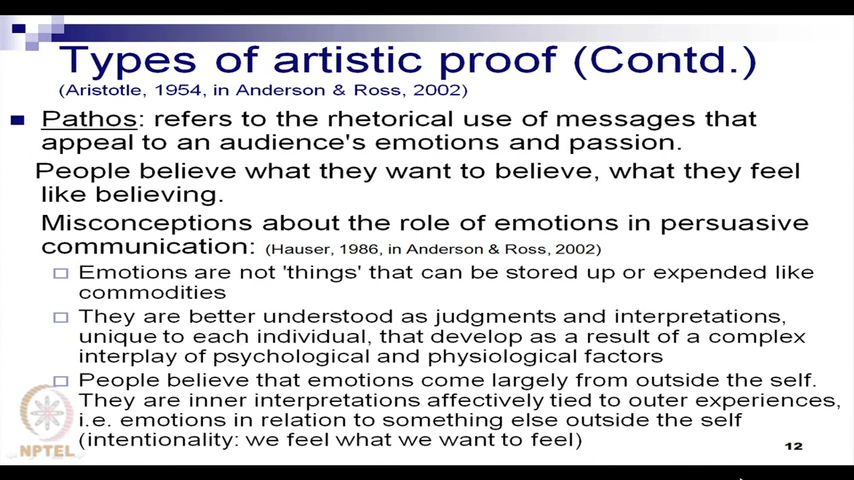 Types of artistic proof (Contd.)
(Aristotle, 1954, in Anderson & Ross, 2002)
Pathos: refers to the rhetorical use of messages that
appeal to an audience's emotions and passion.
People believe what they want to believe, what they feel
like believing.
Misconceptions about the role of emotions in persuasive
communication: (Hauser, 1986, in Anderson & Ross, 2002)
Emotions are not 'things' that can be stored up or expended like
commodities
They are better understood as judgments and interpretations,
unique to each individual, that develop as a result of a complex
interplay of psychological and physiological factors
People believe that emotions come largely from outside the self.
They are inner interpretations affectively tied to outer experiences,
i.e. emotions in relation to something else outside the self
(intentionality: we feel what we want to feel)
NPTEL
12